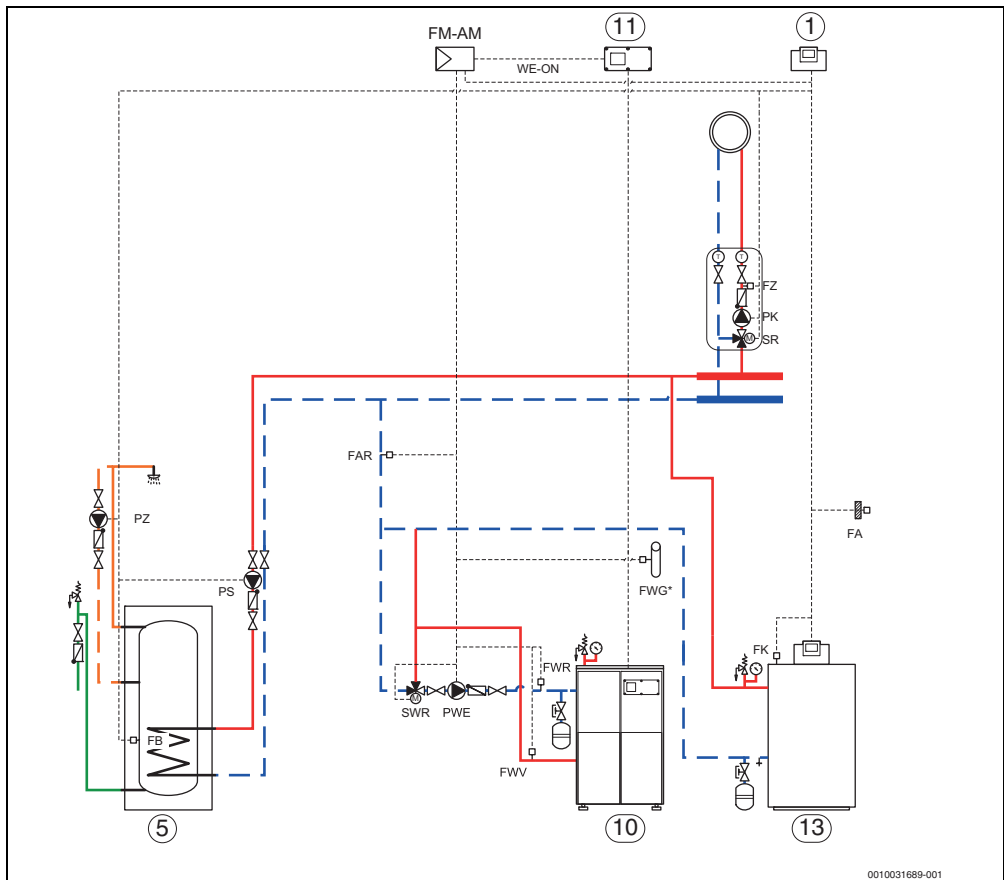 FM-AM
11
1
WE-ON
T
T
FZ
PK
M
SR
FAR
PZ
FA
PS
FWG*
FWR
FK
M
SWR
PWE
FB
FWV
5
10
13
0010031689-001